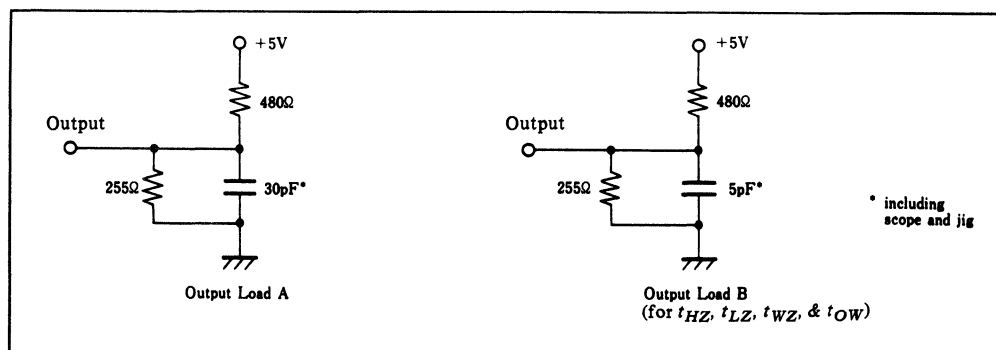 +5V
480Ω
Output
255Ω
30pF*
Output Load A
+5V
480Ω
Output
255Ω
5pF*
* including
scope and jig
Output Load B
(for tHZ, tLZ, tWZ, & tOW)